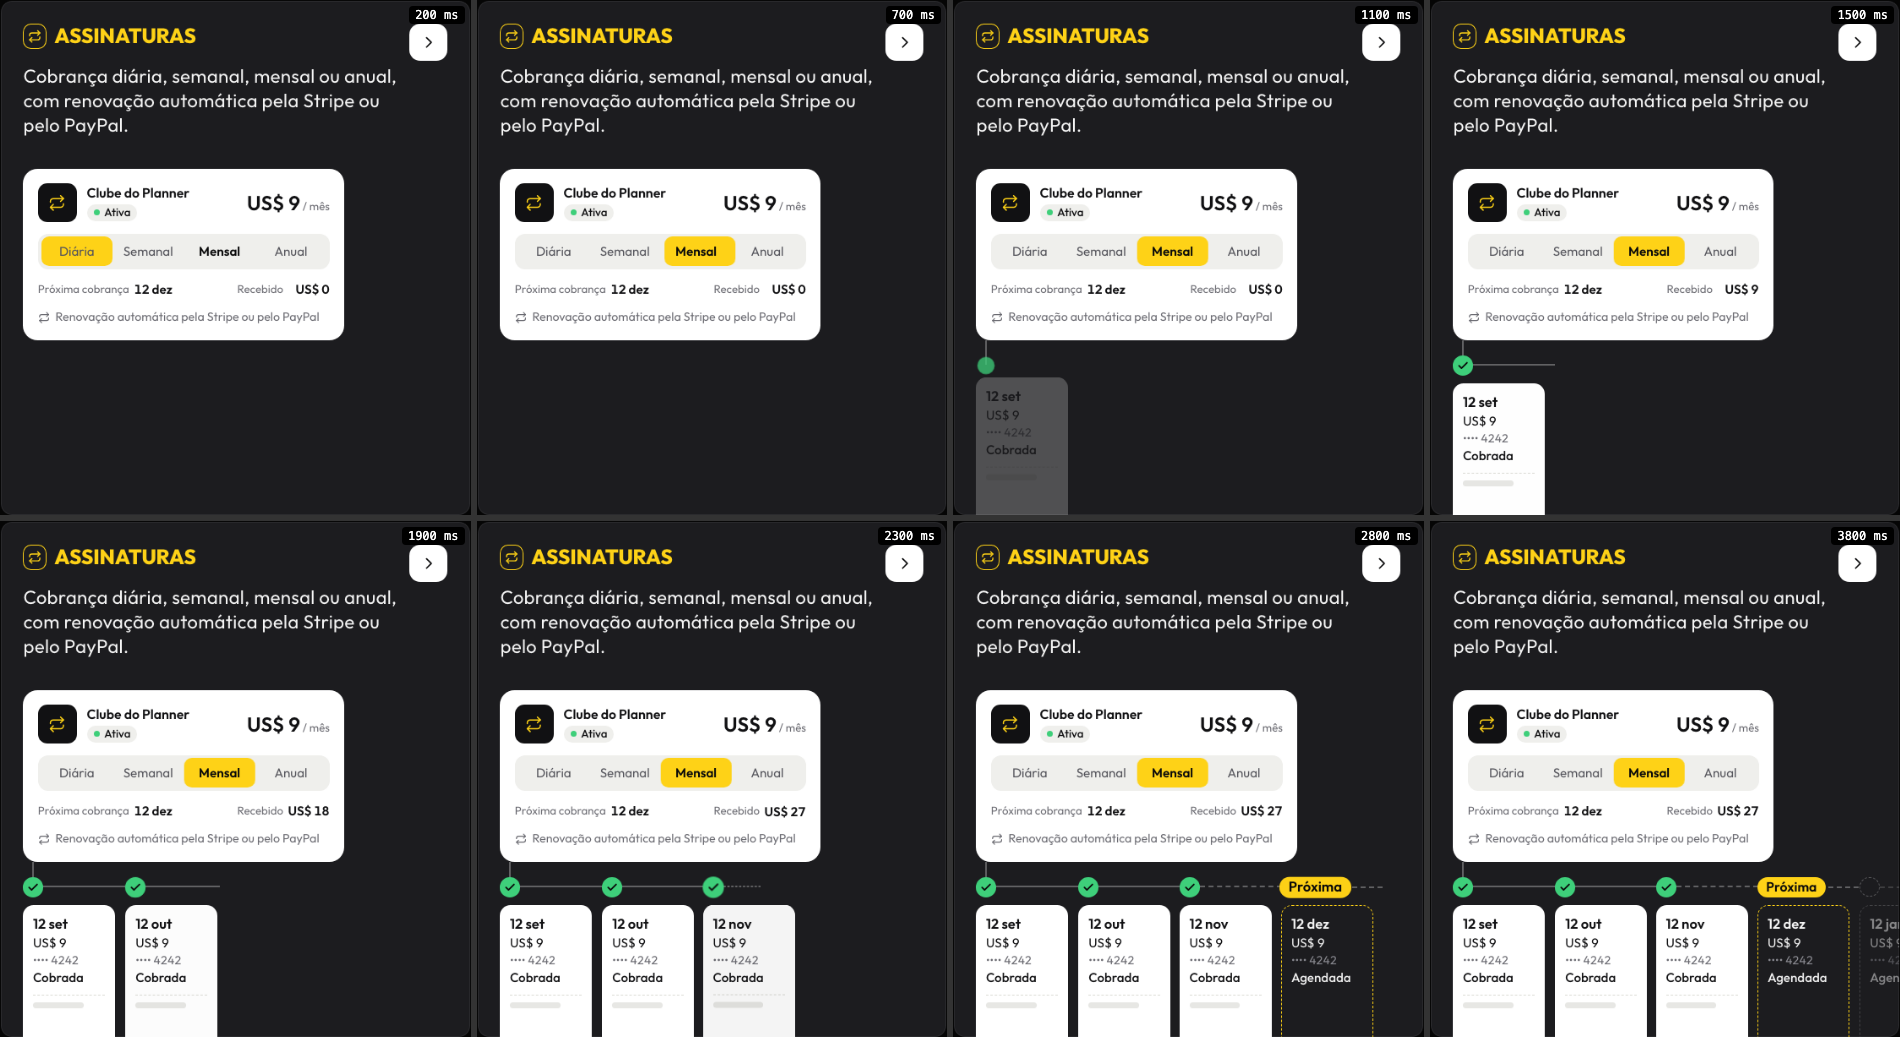 200 ms
ASSINATURAS
Cobrança diária, semanal, mensal ou anual,
com renovação automática pela Stripe ou
pelo PayPal.
Clube do Planner
Ativa
US$ 9 / mês
Diária Semanal Mensal Anual
Próxima cobrança 12 dez Recebido US$ 0
Renovação automática pela Stripe ou pelo PayPal
700 ms
ASSINATURAS
Cobrança diária, semanal, mensal ou anual,
com renovação automática pela Stripe ou
pelo PayPal.
Clube do Planner
Ativa
US$ 9 / mês
Diária Semanal Mensal Anual
Próxima cobrança 12 dez Recebido US$ 0
Renovação automática pela Stripe ou pelo PayPal
1100 ms
ASSINATURAS
Cobrança diária, semanal, mensal ou anual,
com renovação automática pela Stripe ou
pelo PayPal.
Clube do Planner
Ativa
US$ 9 / mês
Diária Semanal Mensal Anual
Próxima cobrança 12 dez Recebido US$ 0
Renovação automática pela Stripe ou pelo PayPal
12 set
US$ 9
•••• 4242
Cobrada
1500 ms
ASSINATURAS
Cobrança diária, semanal, mensal ou anual,
com renovação automática pela Stripe ou
pelo PayPal.
Clube do Planner
Ativa
US$ 9 / mês
Diária Semanal Mensal Anual
Próxima cobrança 12 dez Recebido US$ 9
Renovação automática pela Stripe ou pelo PayPal
12 set
US$ 9
•••• 4242
Cobrada
1900 ms
ASSINATURAS
Cobrança diária, semanal, mensal ou anual,
com renovação automática pela Stripe ou
pelo PayPal.
Clube do Planner
Ativa
US$ 9 / mês
Diária Semanal Mensal Anual
Próxima cobrança 12 dez Recebido US$ 18
Renovação automática pela Stripe ou pelo PayPal
12 set 12 out
US$ 9 US$ 9
•••• 4242 •••• 4242
Cobrada Cobrada
2300 ms
ASSINATURAS
Cobrança diária, semanal, mensal ou anual,
com renovação automática pela Stripe ou
pelo PayPal.
Clube do Planner
Ativa
US$ 9 / mês
Diária Semanal Mensal Anual
Próxima cobrança 12 dez Recebido US$ 27
Renovação automática pela Stripe ou pelo PayPal
12 set 12 out 12 nov
US$ 9 US$ 9 US$ 9
•••• 4242 •••• 4242 •••• 4242
Cobrada Cobrada Cobrada
2800 ms
ASSINATURAS
Cobrança diária, semanal, mensal ou anual,
com renovação automática pela Stripe ou
pelo PayPal.
Clube do Planner
Ativa
US$ 9 / mês
Diária Semanal Mensal Anual
Próxima cobrança 12 dez Recebido US$ 27
Renovação automática pela Stripe ou pelo PayPal
Próxima
12 set 12 out 12 nov 12 dez
US$ 9 US$ 9 US$ 9 US$ 9
•••• 4242 •••• 4242 •••• 4242 •••• 4242
Cobrada Cobrada Cobrada Agendada
3800 ms
ASSINATURAS
Cobrança diária, semanal, mensal ou anual,
com renovação automática pela Stripe ou
pelo PayPal.
Clube do Planner
Ativa
US$ 9 / mês
Diária Semanal Mensal Anual
Próxima cobrança 12 dez Recebido US$ 27
Renovação automática pela Stripe ou pelo PayPal
Próxima
12 set 12 out 12 nov 12 dez 12
US$ 9 US$ 9 US$ 9 US$ 9 US$
•••• 4242 •••• 4242 •••• 4242 •••• 4242
Cobrada Cobrada Cobrada Agendada